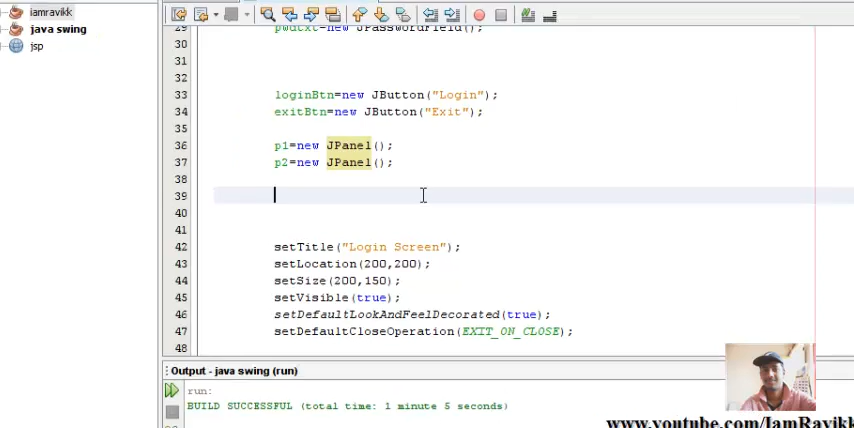 iamravikk
java swing
jsp
29 pwdtxt=new JPasswordField();
30
31
32
33 loginBtn=new JButton("Login");
34 exitBtn=new JButton("Exit");
35
36 p1=new JPanel();
37 p2=new JPanel();
38
39
40
41
42 setTitle("Login Screen");
43 setLocation(200,200);
44 setSize(200,150);
45 setVisible(true);
46 setDefaultLookAndFeelDecorated(true);
47 setDefaultCloseOperation(EXIT_ON_CLOSE);
48
Output - java swing (run)
run:
BUILD SUCCESSFUL (total time: 1 minute 5 seconds)
www.youtube.com/IamRavikk